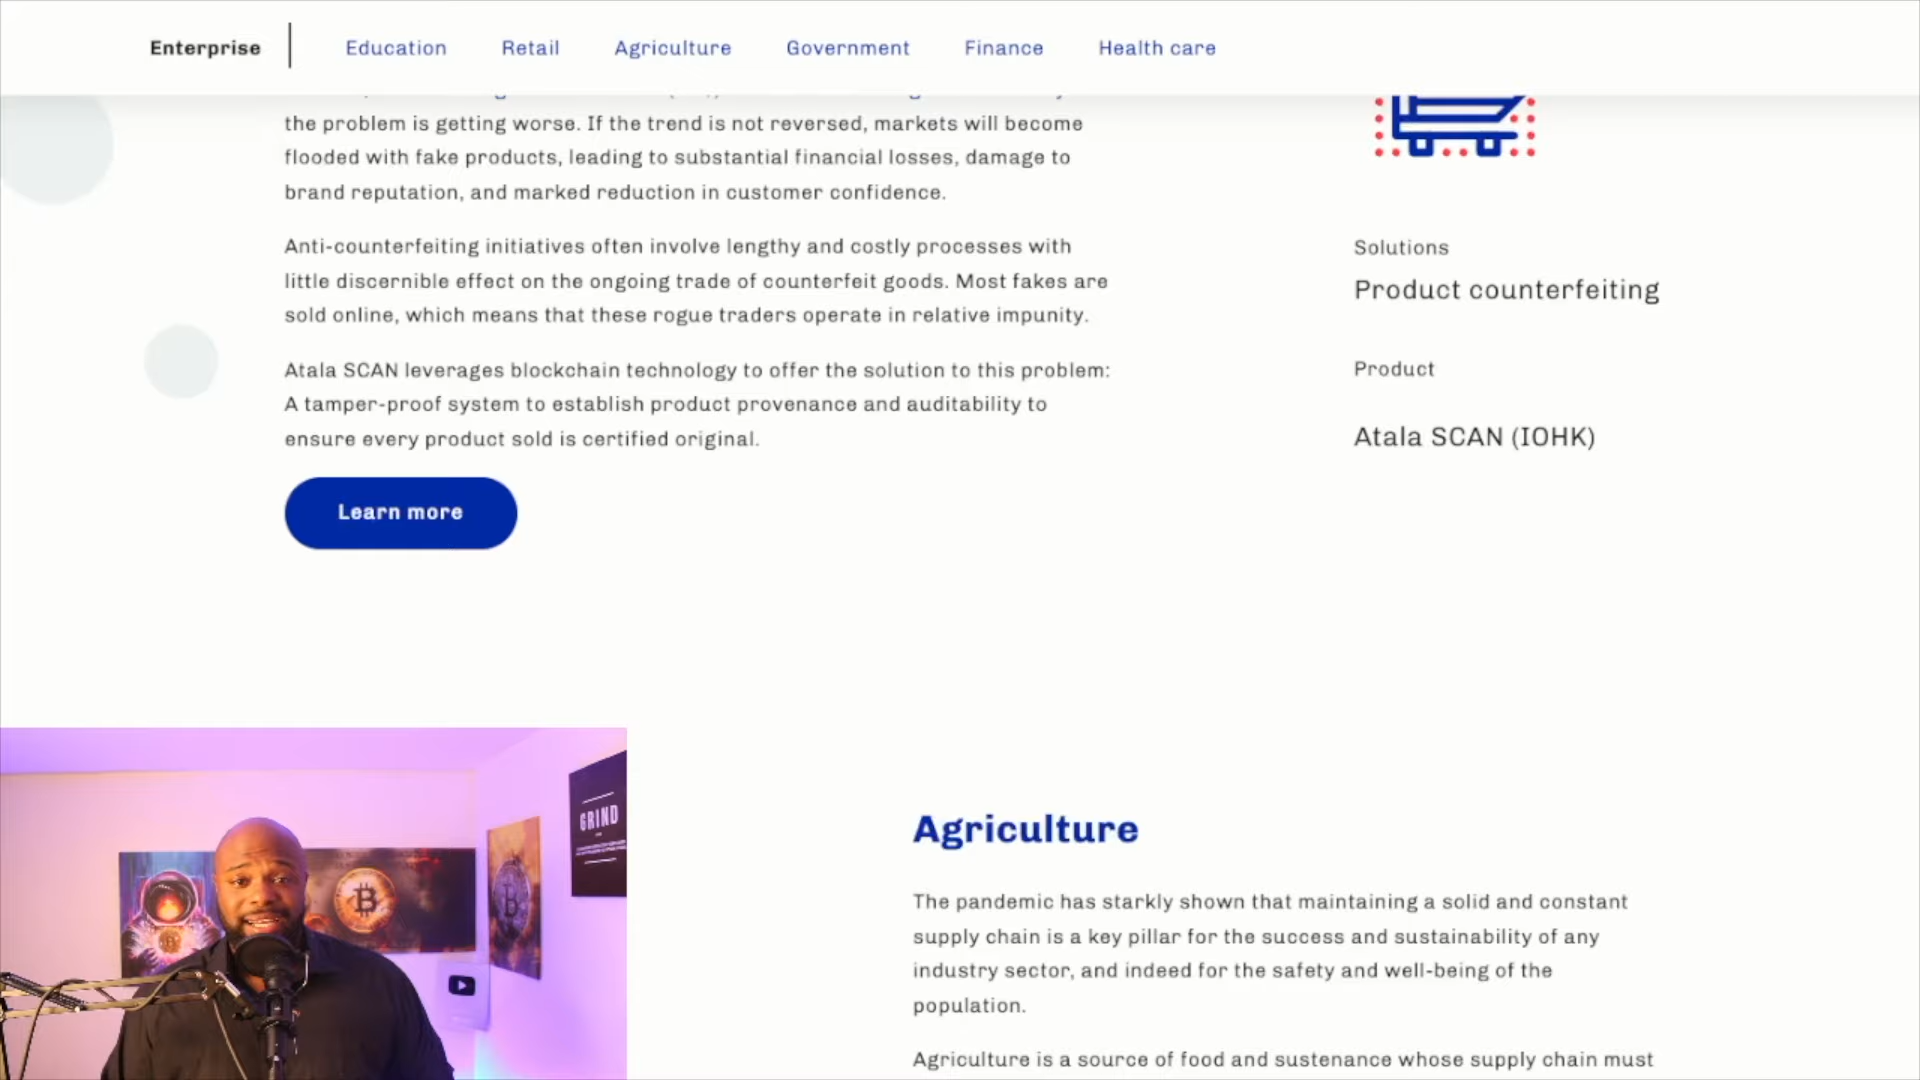 Enterprise
Education
Retail
Agriculture
Government
Finance
Health care
the problem is getting worse. If the trend is not reversed, markets will become
flooded with fake products, leading to substantial financial losses, damage to
brand reputation, and marked reduction in customer confidence.
Anti-counterfeiting initiatives often involve lengthy and costly processes with
little discernible effect on the ongoing trade of counterfeit goods. Most fakes are
sold online, which means that these rogue traders operate in relative impunity.
Atala SCAN leverages blockchain technology to offer the solution to this problem:
A tamper-proof system to establish product provenance and auditability to
ensure every product sold is certified original.
Learn more
Solutions
Product counterfeiting
Product
Atala SCAN (IOHK)
GRIND
Agriculture
The pandemic has starkly shown that maintaining a solid and constant
supply chain is a key pillar for the success and sustainability of any
industry sector, and indeed for the safety and well-being of the
population.
Agriculture is a source of food and sustenance whose supply chain must